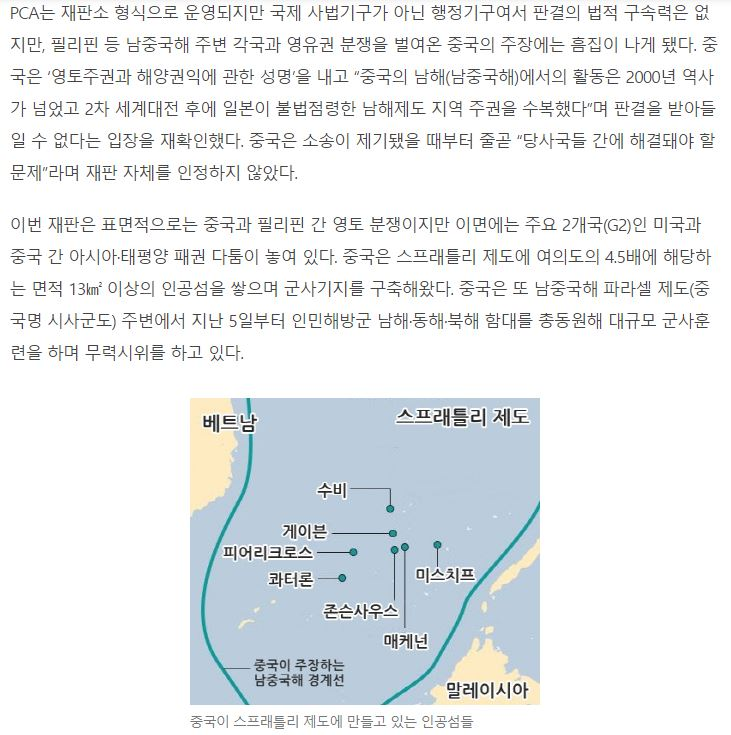 PCA는 재판소 형식으로 운영되지만 국제 사법기구가 아닌 행정기구여서 판결의 법적 구속력은 없
지만, 필리핀 등 남중국해 주변 각국과 영유권 분쟁을 벌여온 중국의 주장에는 흠집이 나게 됐다. 중
국은 ‘영토주권과 해양권익에 관한 성명’을 내고 “중국의 남해(남중국해)에서의 활동은 2000년 역사
가 넘었고 2차 세계대전 후에 일본이 불법점령한 남해제도 지역 주권을 수복했다”며 판결을 받아들
일 수 없다는 입장을 재확인했다. 중국은 소송이 제기됐을 때부터 줄곧 “당사국들 간에 해결돼야 할
문제”라며 재판 자체를 인정하지 않았다.
이번 재판은 표면적으로는 중국과 필리핀 간 영토 분쟁이지만 이면에는 주요 2개국(G2)인 미국과
중국 간 아시아·태평양 패권 다툼이 놓여 있다. 중국은 스프래틀리 제도에 여의도의 4.5배에 해당하
는 면적 13㎢ 이상의 인공섬을 쌓으며 군사기지를 구축해왔다. 중국은 또 남중국해 파라셀 제도(중
국명 시사군도) 주변에서 지난 5일부터 인민해방군 남해·동해·북해 함대를 총동원해 대규모 군사훈
련을 하며 무력시위를 하고 있다.
베트남
스프래틀리 제도
수비
게이븐
피어리크로스
콰터론
미스치프
존슨사우스
매케넌
중국이 주장하는
남중국해 경계선
말레이시아
중국이 스프래틀리 제도에 만들고 있는 인공섬들